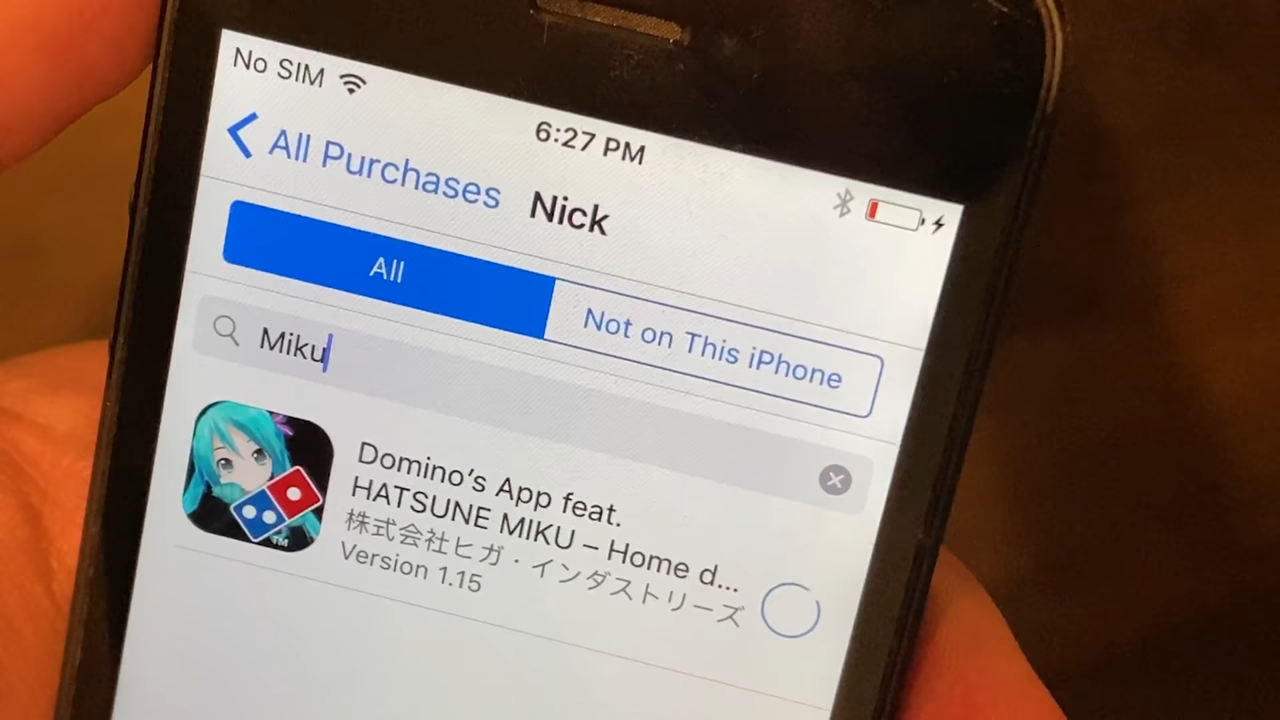 No SIM
6:27 PM
All Purchases
Nick
All
Not on This iPhone
Miku
Domino’s App feat.
HATSUNE MIKU – Home d...
株式会社ヒガ・インダストリーズ
Version 1.15
TM